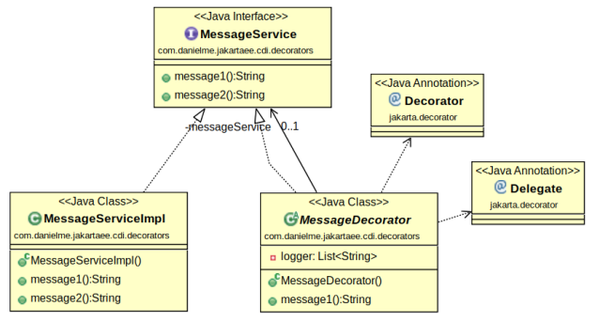 <<Java Interface>>
MessageService
com.danielme.jakartaee.cdi.decorators
message1():String
message2():String
<<Java Annotation>>
Decorator
jakarta.decorator
-messageService 0..1
<<Java Annotation>>
Delegate
jakarta.decorator
<<Java Class>>
MessageServiceImpl
com.danielme.jakartaee.cdi.decorators
MessageServiceImpl()
message1():String
message2():String
<<Java Class>>
MessageDecorator
com.danielme.jakartaee.cdi.decorators
logger: List<String>
MessageDecorator()
message1():String